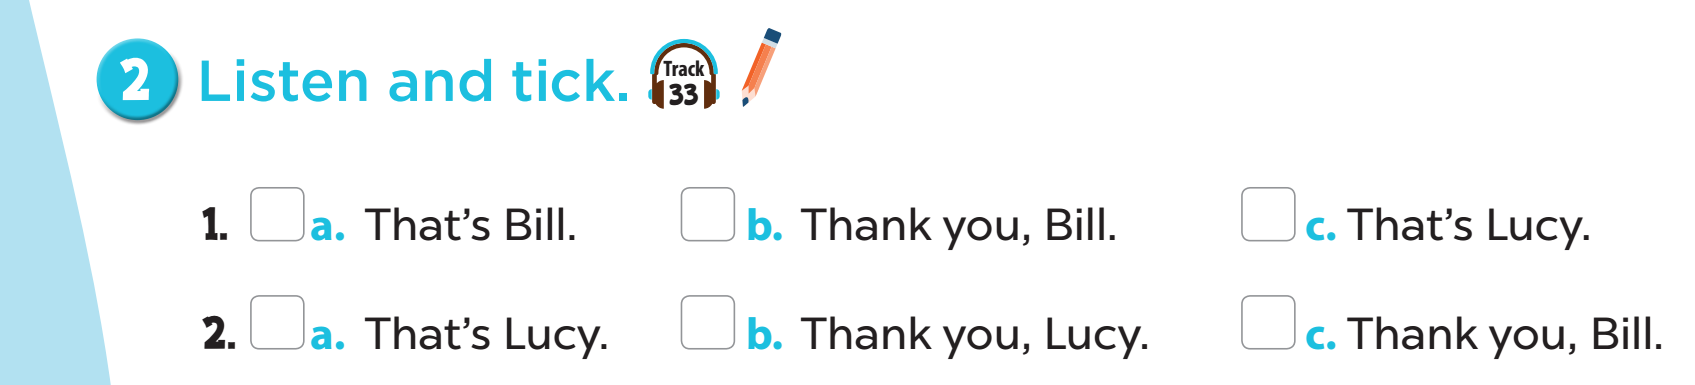 2 Listen and tick. Track 33
1. a. That's Bill. b. Thank you, Bill. c. That's Lucy.
2. a. That's Lucy. b. Thank you, Lucy. c. Thank you, Bill.